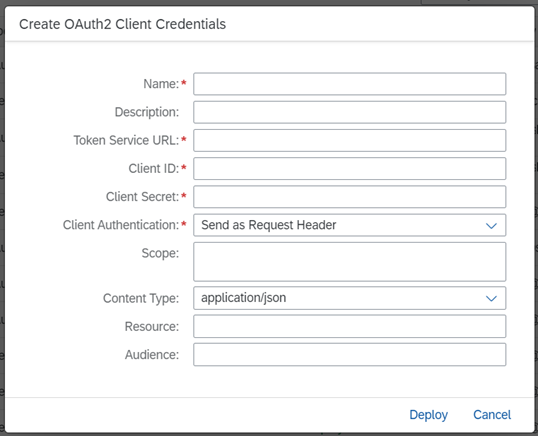 Create OAuth2 Client Credentials
Name:*
Description:
Token Service URL:*
Client ID:*
Client Secret:*
Client Authentication:* Send as Request Header
Scope:
Content Type: application/json
Resource:
Audience:
Deploy Cancel